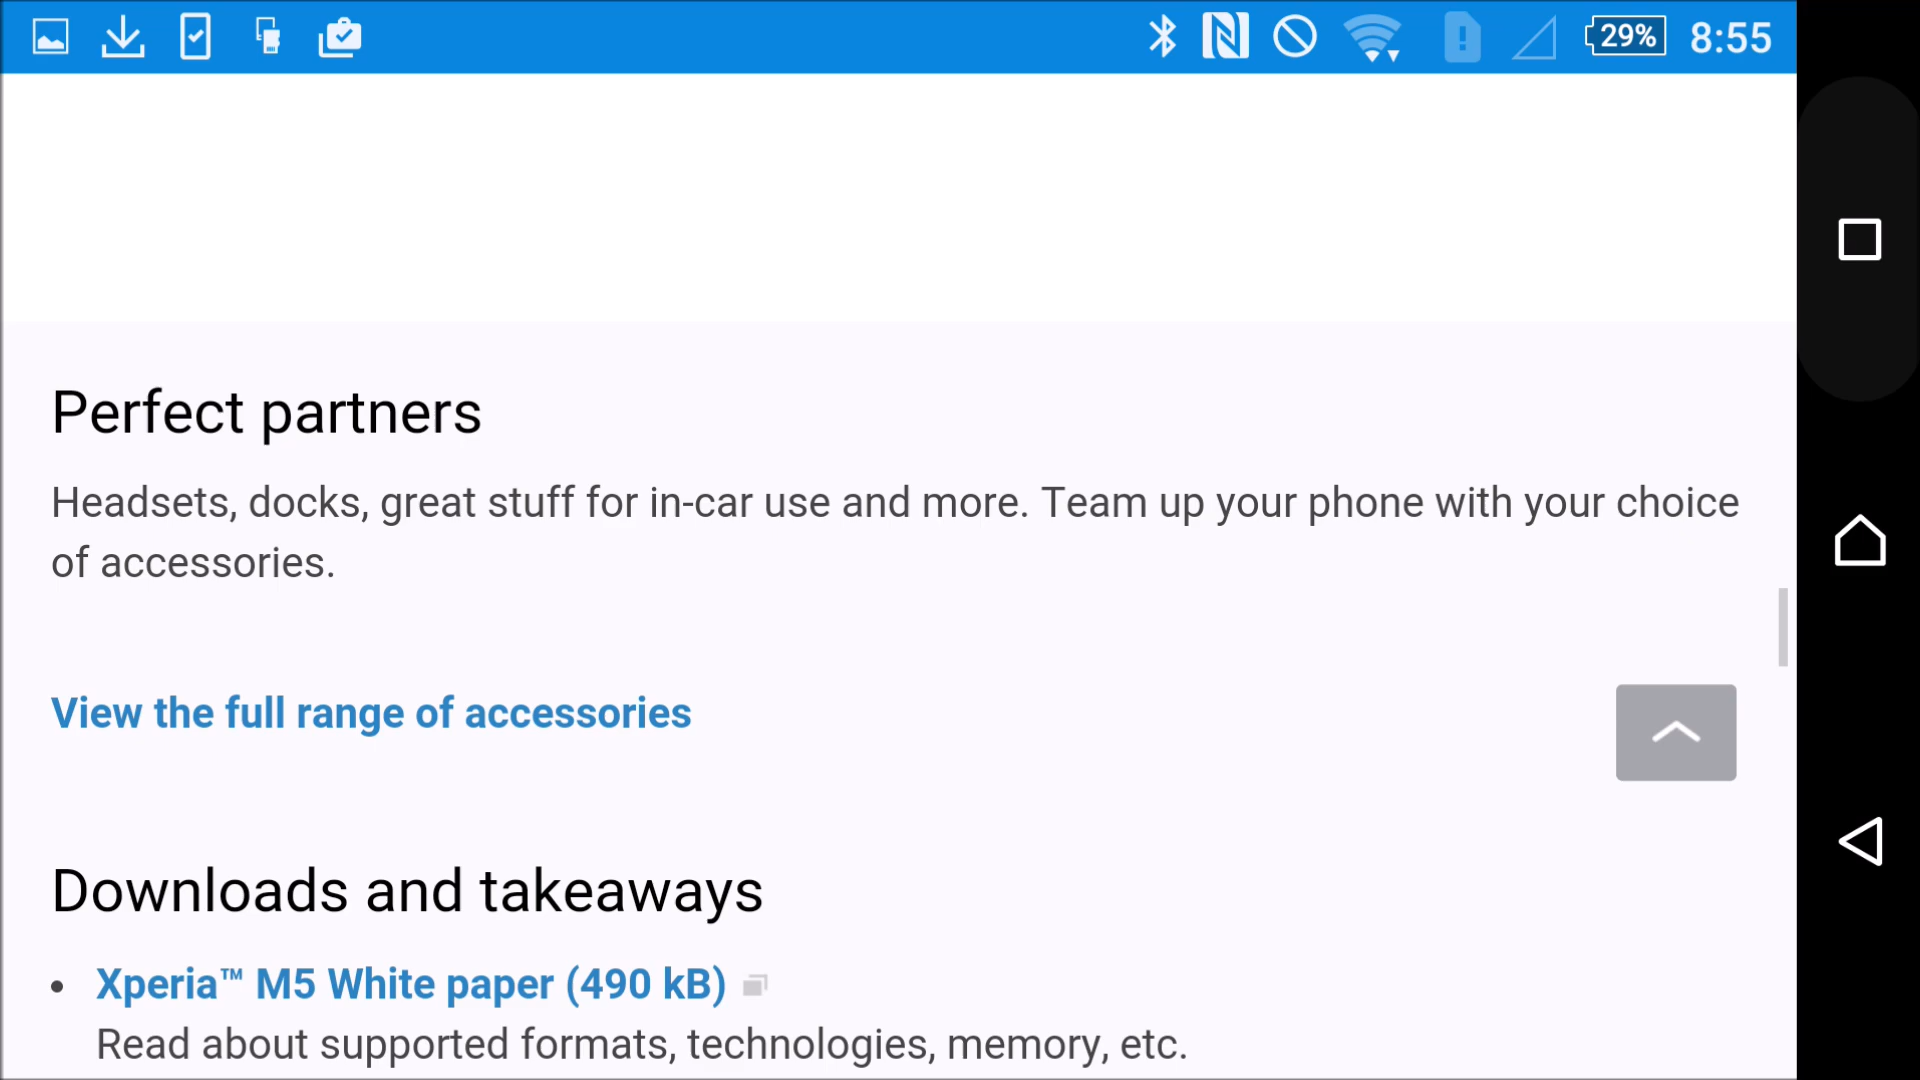 29% 8:55
Perfect partners
Headsets, docks, great stuff for in-car use and more. Team up your phone with your choice
of accessories.
View the full range of accessories
Downloads and takeaways
• Xperia™ M5 White paper (490 kB)
Read about supported formats, technologies, memory, etc.